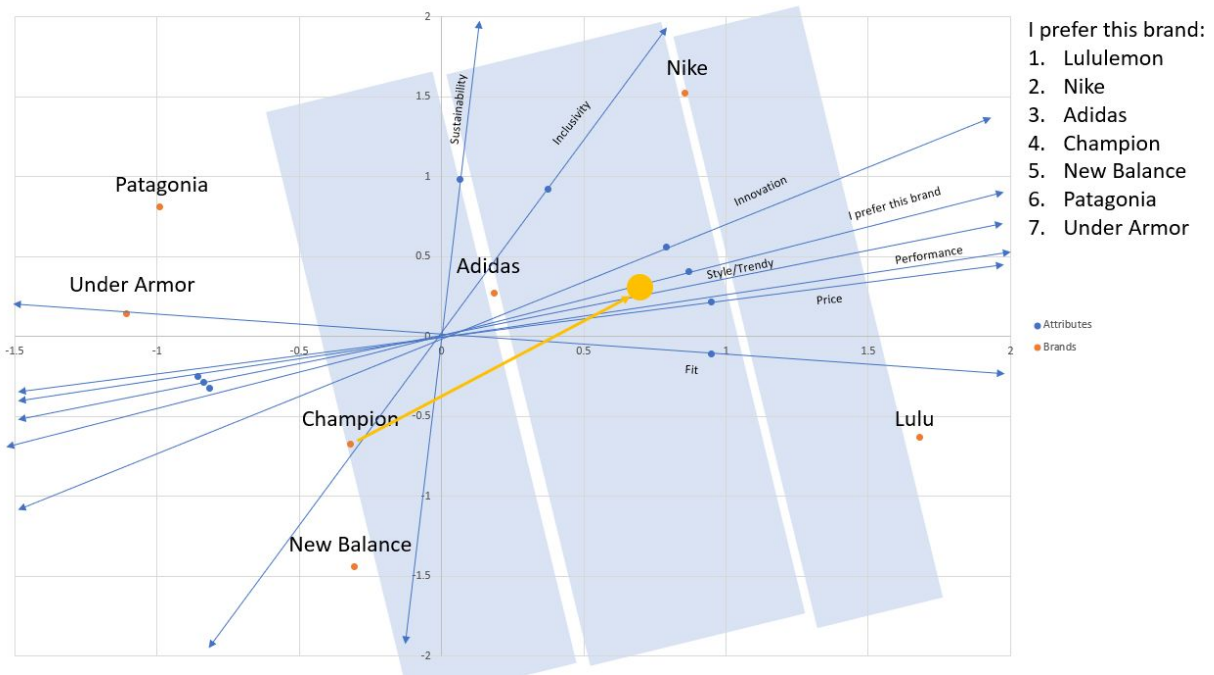 I prefer this brand:
1. Lululemon
2. Nike
3. Adidas
4. Champion
5. New Balance
6. Patagonia
7. Under Armor
2
Nike
1.5
Sustainability
Inclusivity
1
Patagonia
Innovation
I prefer this brand
0.5
Adidas
Style/Trendy
Performance
Under Armor
Price
Attributes
Brands
0
-1.5
-1
-0.5
0
0.5
1
1.5
2
Fit
Champion
-0.5
Lulu
-1
New Balance
-1.5
-2